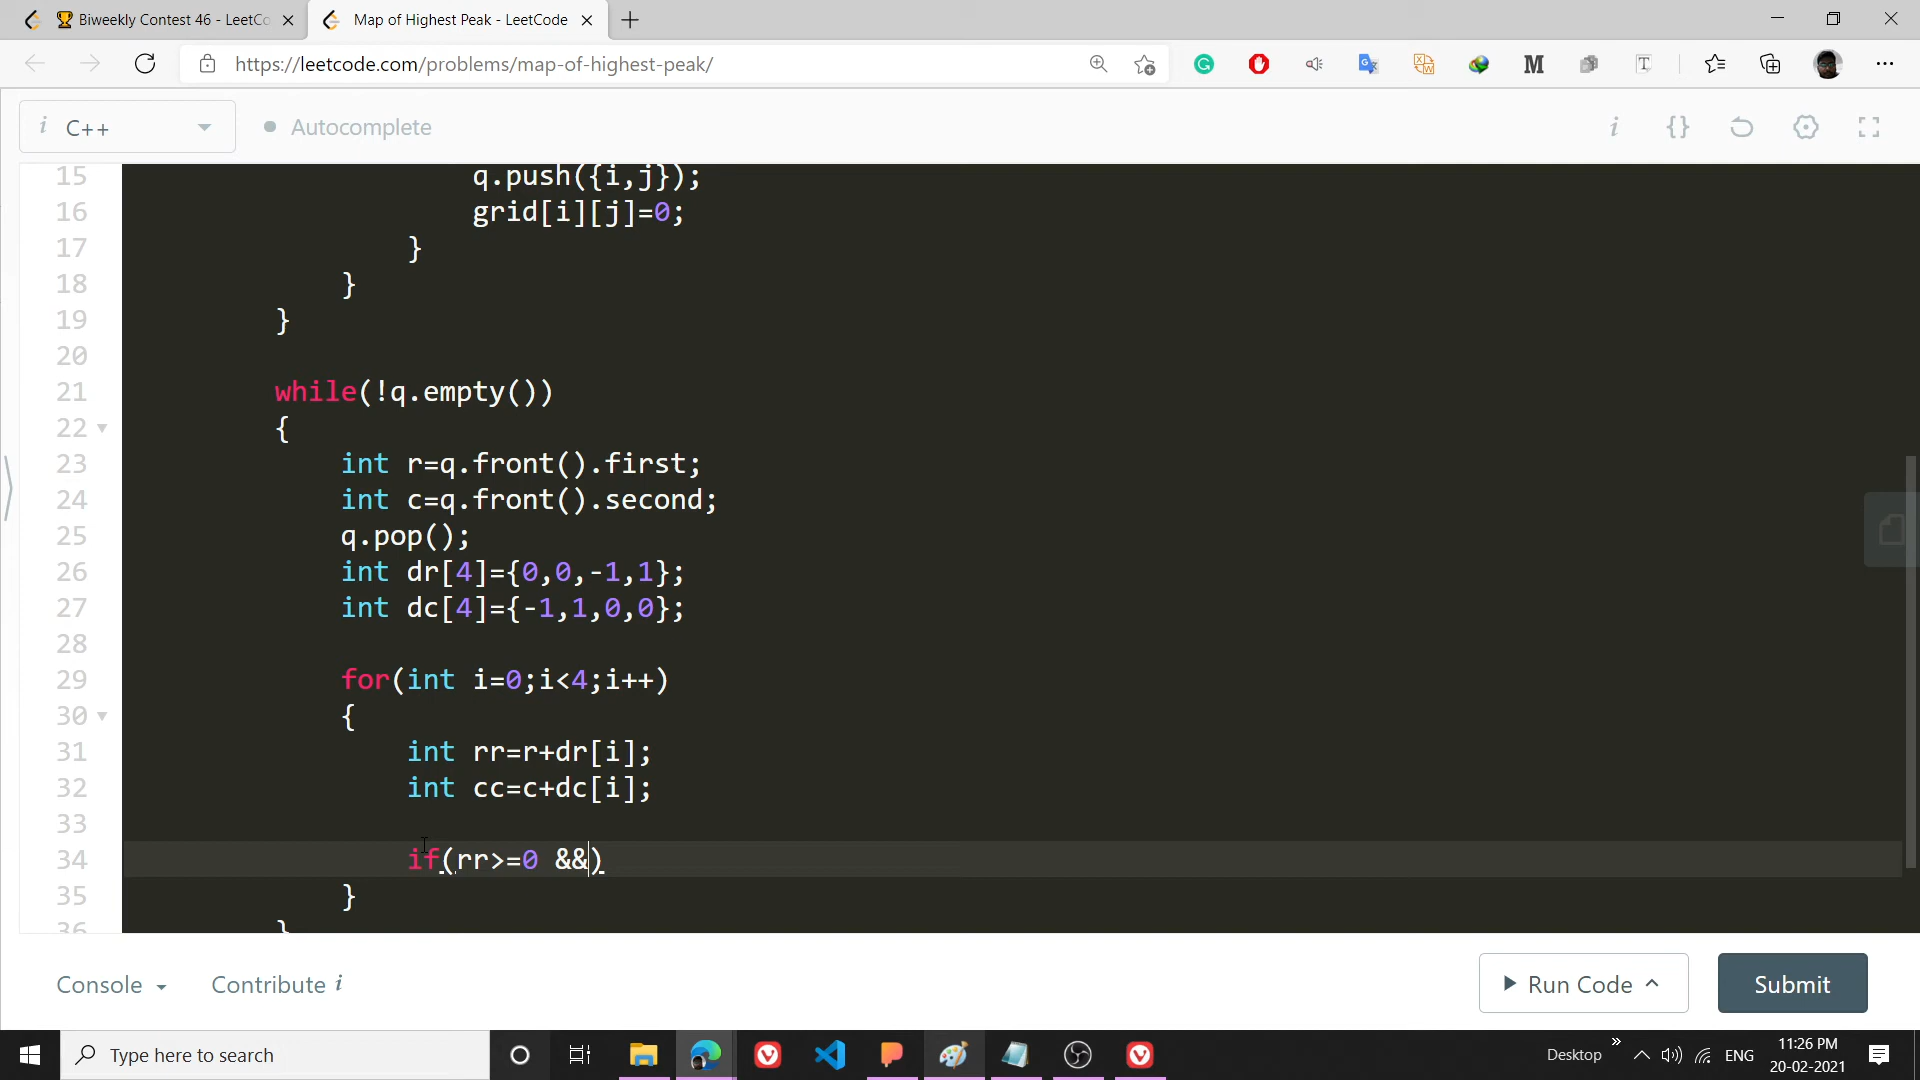 Biweekly Contest 46 - LeetCo
Map of Highest Peak - LeetCode
https://leetcode.com/problems/map-of-highest-peak/
M
T
i C++ Autocomplete i {}
15 q.push({i,j});
16 grid[i][j]=0;
17 }
18 }
19 }
20
21 while(!q.empty())
22 {
23 int r=q.front().first;
24 int c=q.front().second;
25 q.pop();
26 int dr[4]={0,0,-1,1};
27 int dc[4]={-1,1,0,0};
28
29 for(int i=0;i<4;i++)
30 {
31 int rr=r+dr[i];
32 int cc=c+dc[i];
33
34 if(rr>=0 &&)
35 }
36 }
Console Contribute i Run Code Submit
Type here to search
Desktop » ENG
11:26 PM
20-02-2021